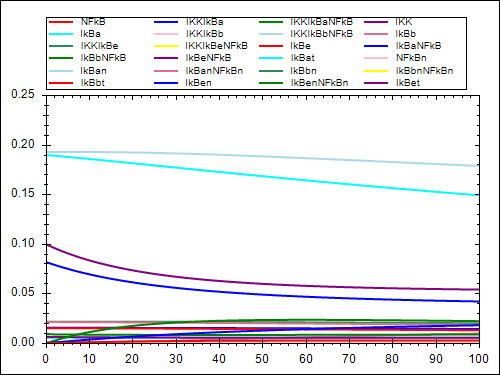 NFkB IKKIkBa IKKIkBaNFkB IKK
IkBa IKKIkBb IKKIkBbNFkB IkBb
IKKIkBe IKKIkBeNFkB IkBe IkBaNFkB
IkBbNFkB IkBeNFkB IkBat NFkBn
IkBan IkBanNFkBn IkBbn IkBbnNFkBn
IkBbt IkBen IkBenNFkBn IkBet
0.25
0.20
0.15
0.10
0.05
0.00
0 10 20 30 40 50 60 70 80 90 100